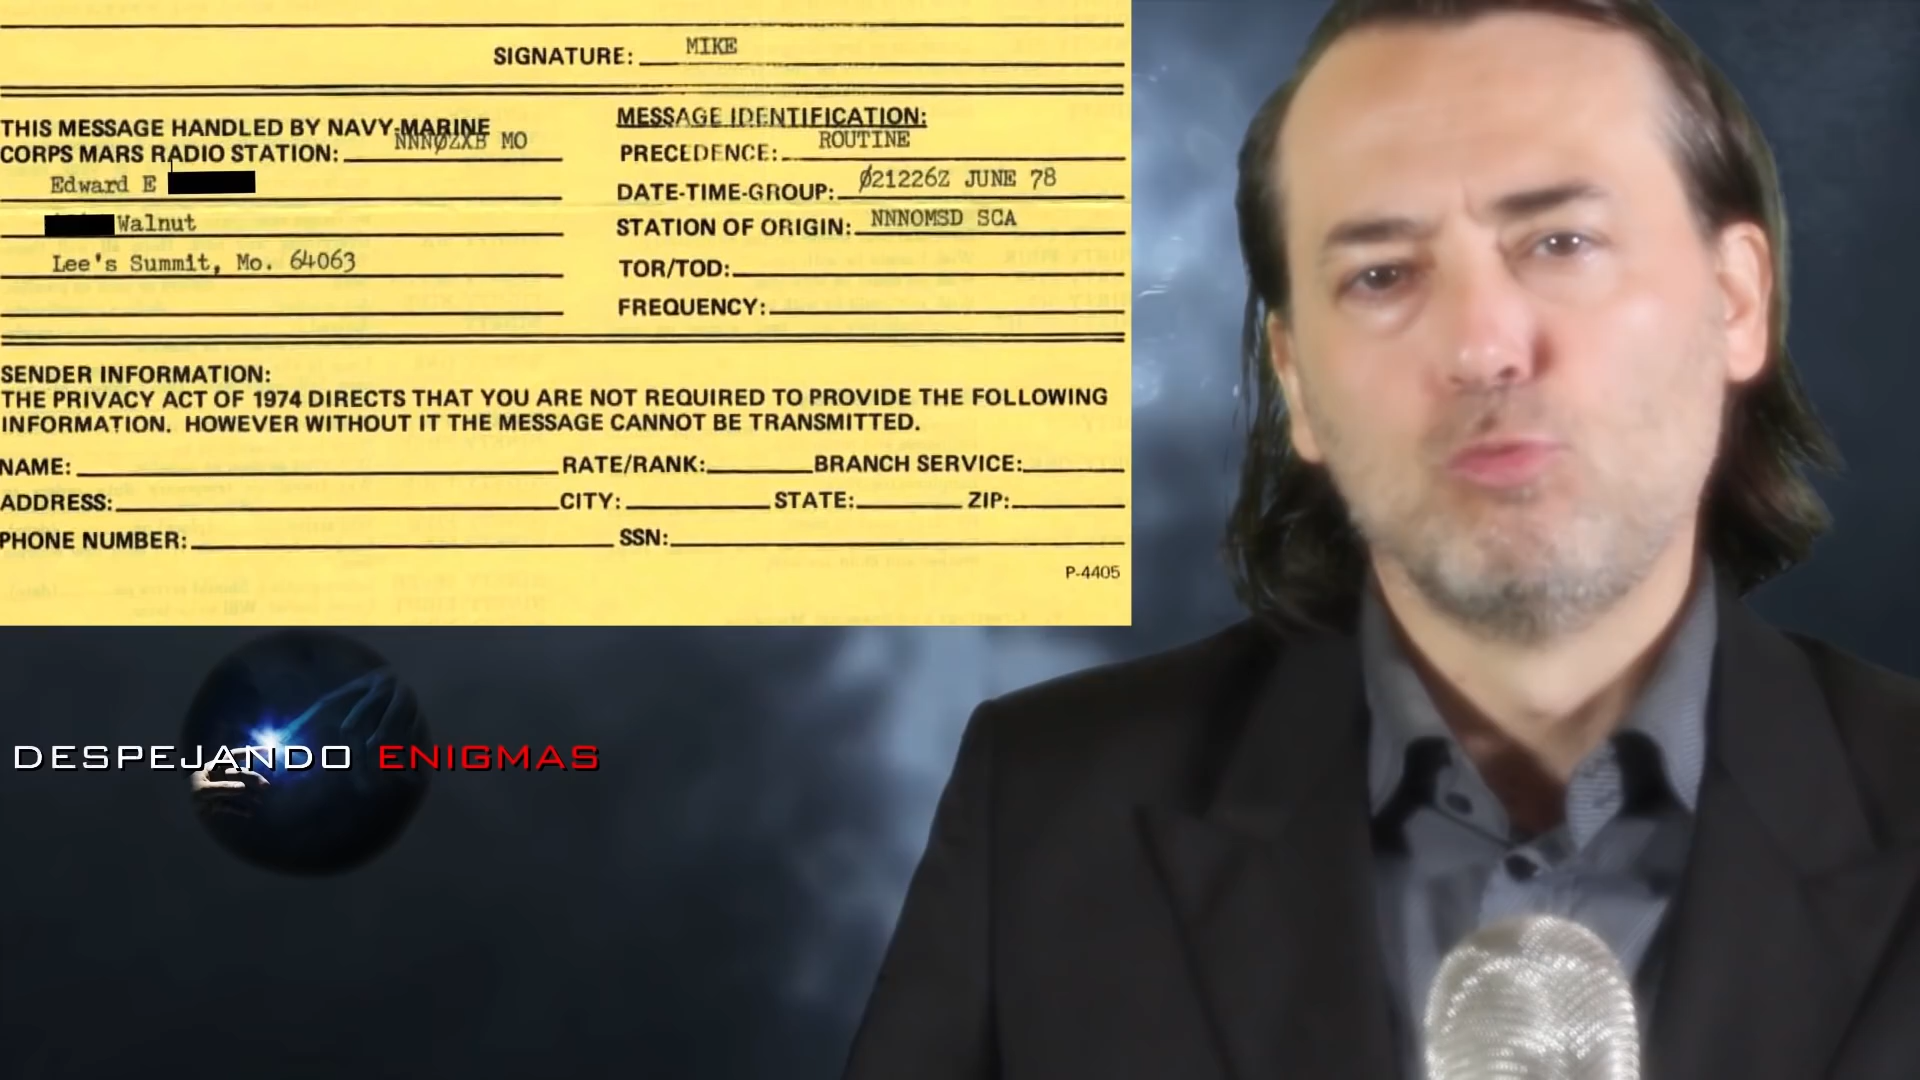 SIGNATURE: MIKE
THIS MESSAGE HANDLED BY NAVY-MARINE
CORPS MARS RADIO STATION: NNNØZXB MO
Edward E
Walnut
Lee's Summit, Mo. 64063
MESSAGE IDENTIFICATION:
PRECEDENCE: ROUTINE
DATE-TIME-GROUP: Ø21226Z JUNE 78
STATION OF ORIGIN: NNNOMSD SCA
TOR/TOD:
FREQUENCY:
SENDER INFORMATION:
THE PRIVACY ACT OF 1974 DIRECTS THAT YOU ARE NOT REQUIRED TO PROVIDE THE FOLLOWING
INFORMATION. HOWEVER WITHOUT IT THE MESSAGE CANNOT BE TRANSMITTED.
NAME: RATE/RANK: BRANCH SERVICE:
ADDRESS: CITY: STATE: ZIP:
PHONE NUMBER: SSN:
P-4405
DESPEJANDO ENIGMAS